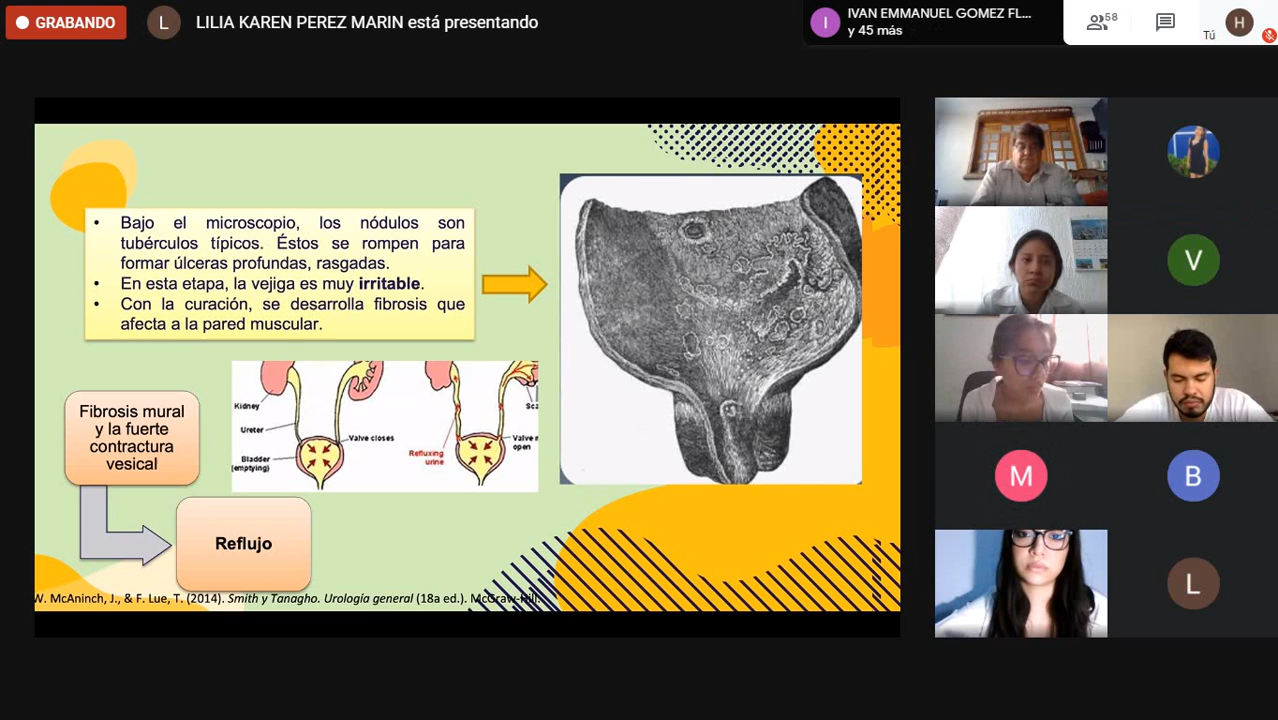 GRABANDO
L
LILIA KAREN PEREZ MARIN está presentando
I
IVAN EMMANUEL GOMEZ FL...
y 45 más
58
Tú
H
• Bajo el microscopio, los nódulos son
tubérculos típicos. Éstos se rompen para
formar úlceras profundas, rasgadas.
• En esta etapa, la vejiga es muy irritable.
• Con la curación, se desarrolla fibrosis que
afecta a la pared muscular.
Kidney
Ureter
Valve closes
Bladder
(emptying)
Refluxing
urine
Sca
Valve
open
Fibrosis mural
y la fuerte
contractura
vesical
Reflujo
W. McAninch, J., & F. Lue, T. (2014). Smith y Tanagho. Urología general (18a ed.). McGraw-Hill.
V
M
B
L